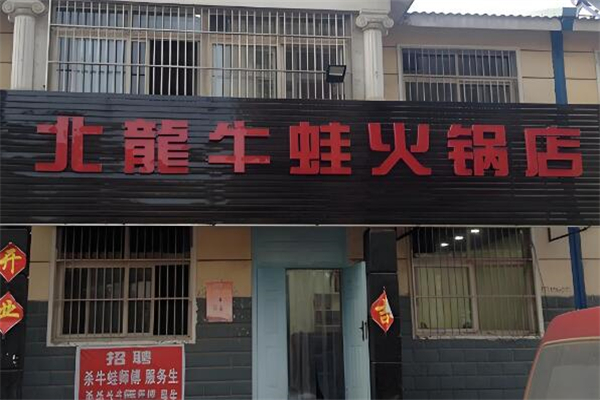 北龍牛蛙火锅店
开
业
吉
招聘
杀牛蛙师傅 服务生